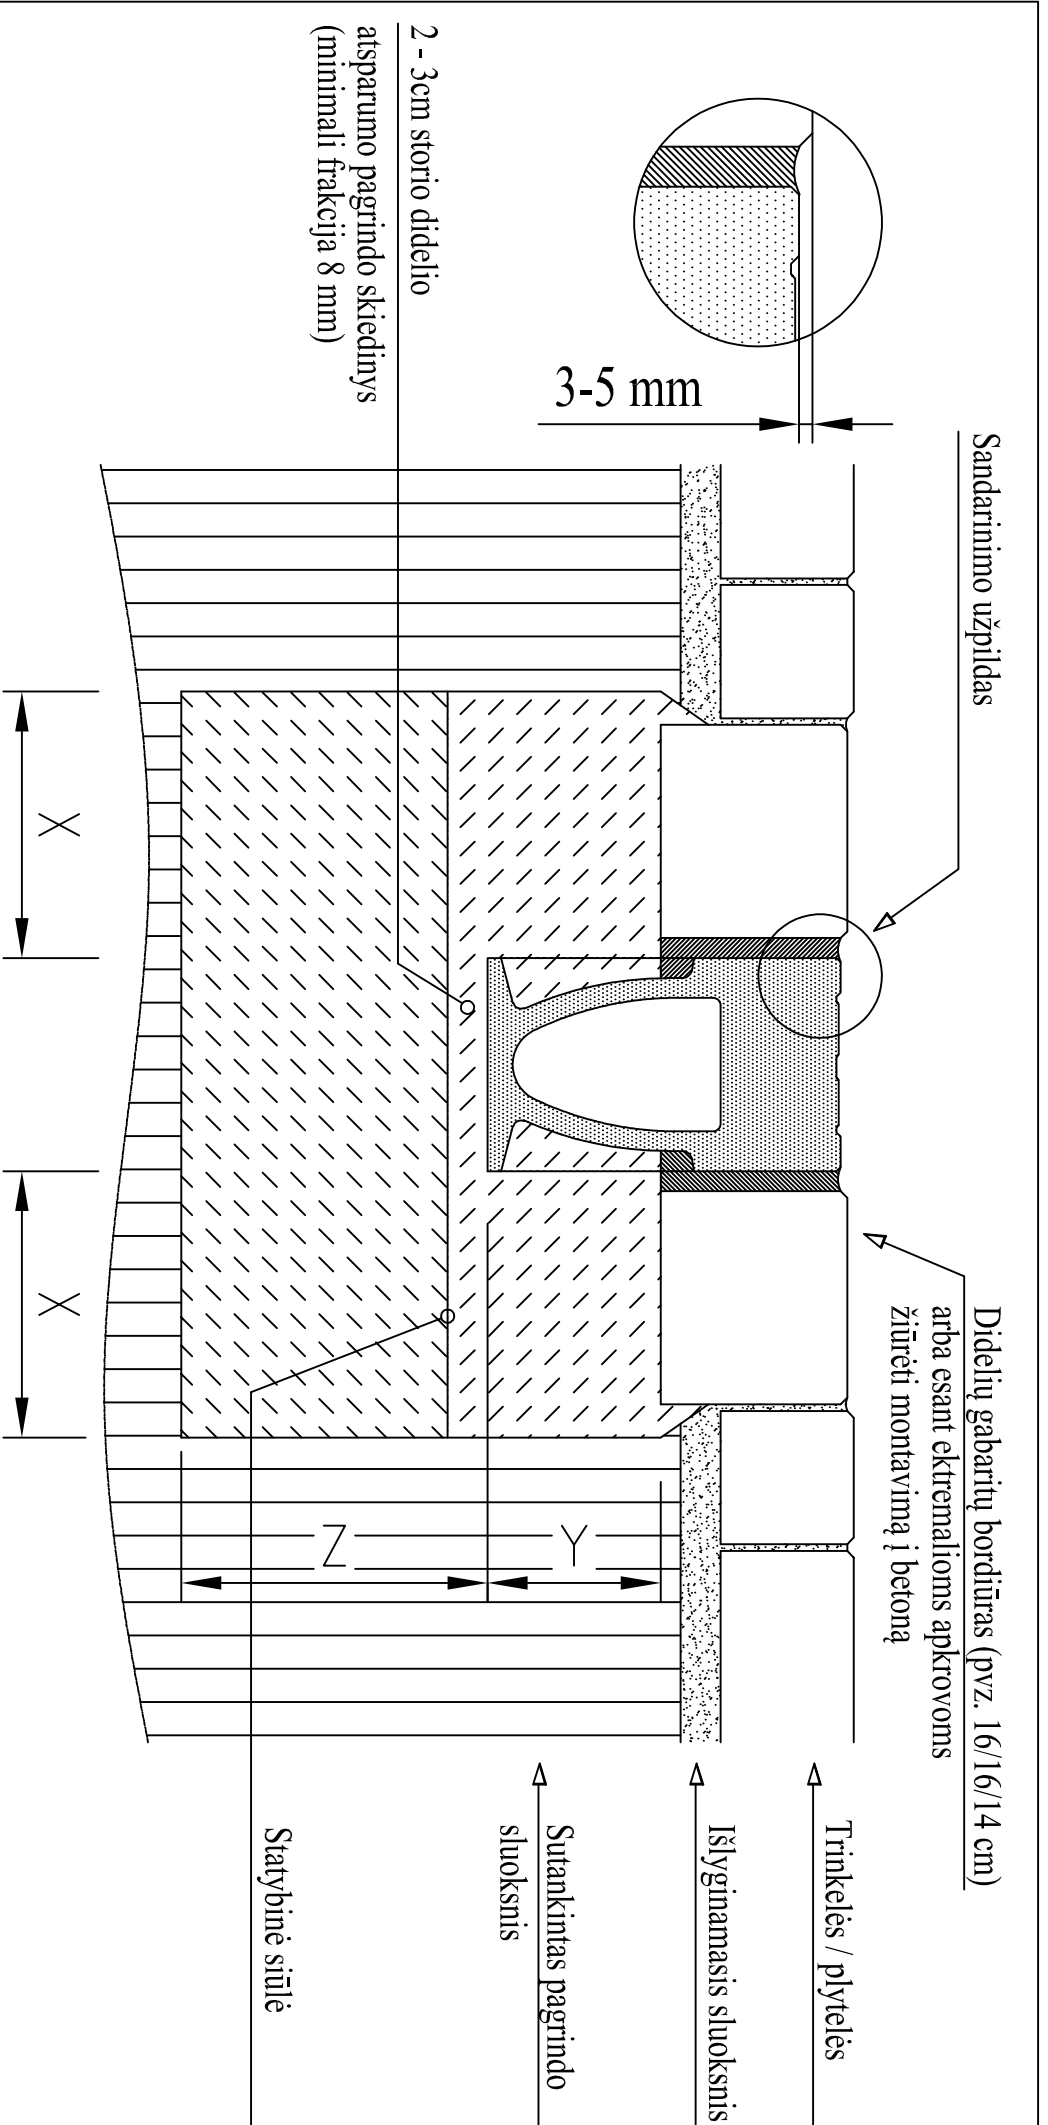 Sandarinimo užpildas
3-5 mm
2 - 3cm storio didelio
atsparumo pagrindo skiedinys
(minimali frakcija 8 mm)
Didelių gabaritų bordiūras (pvz. 16/16/14 cm)
arba esant ektremalioms apkrovoms
žiūrėti montavimą į betoną
Trinkelės / plytelės
Išlyginamasis sluoksnis
Sutankintas pagrindo
sluoksnis
Statybinė siūlė
Y
Z
X
X